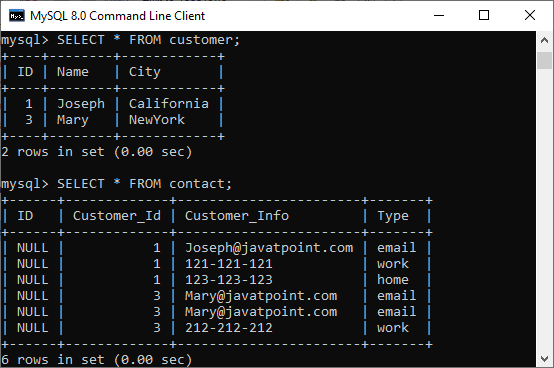 MySQL 8.0 Command Line Client
mysql> SELECT * FROM customer;
+----+--------+------------+
| ID | Name   | City       |
+----+--------+------------+
|  1 | Joseph | California |
|  3 | Mary   | NewYork    |
+----+--------+------------+
2 rows in set (0.00 sec)

mysql> SELECT * FROM contact;
+------+-------------+-----------------------+-------+
| ID   | Customer_Id | Customer_Info         | Type  |
+------+-------------+-----------------------+-------+
| NULL |           1 | Joseph@javatpoint.com | email |
| NULL |           1 | 121-121-121           | work  |
| NULL |           1 | 123-123-123           | home  |
| NULL |           3 | Mary@javatpoint.com   | email |
| NULL |           3 | Mary@javatpoint.com   | email |
| NULL |           3 | 212-212-212           | work  |
+------+-------------+-----------------------+-------+
6 rows in set (0.00 sec)